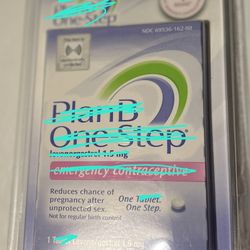 One-Step
NDC 69536-162-88
PlanB
One-Step
levonorgestrel 1.5 mg
emergency contraceptive
Reduces chance of
pregnancy after
unprotected sex.
Not for regular birth control.
One Tablet.
One Step.
1 Tablet Levonorgestrel 1.5 mg